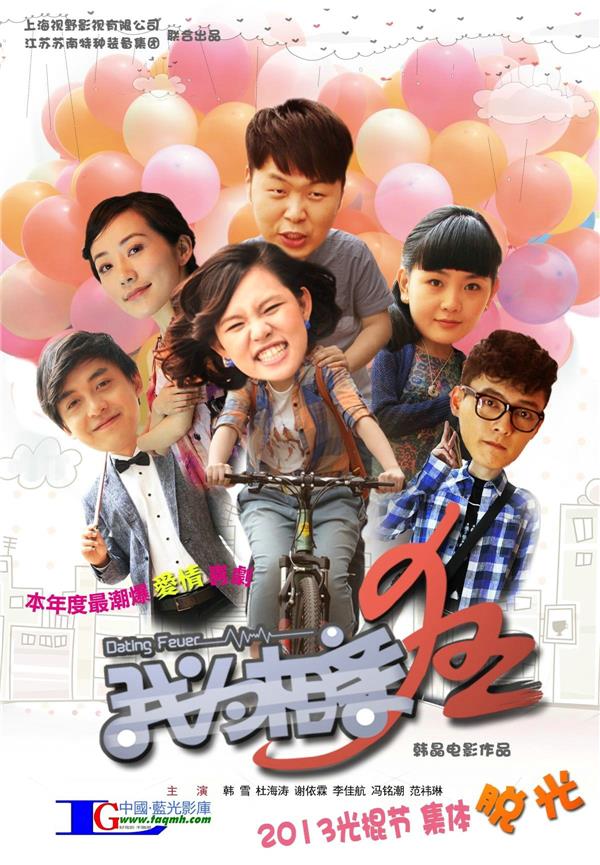 上海视野影视有限公司
江苏苏南特种装备集团
联合出品
本年度最潮爆愛情喜劇
Dating Fever
我为相亲狂
韩晶电影作品
主 演 韩 雪 杜海涛 谢依霖 李佳航 冯铭潮 范祎琳
LG 中國·藍光影庫
www.taqmh.com
2013光棍节 集体 脱光